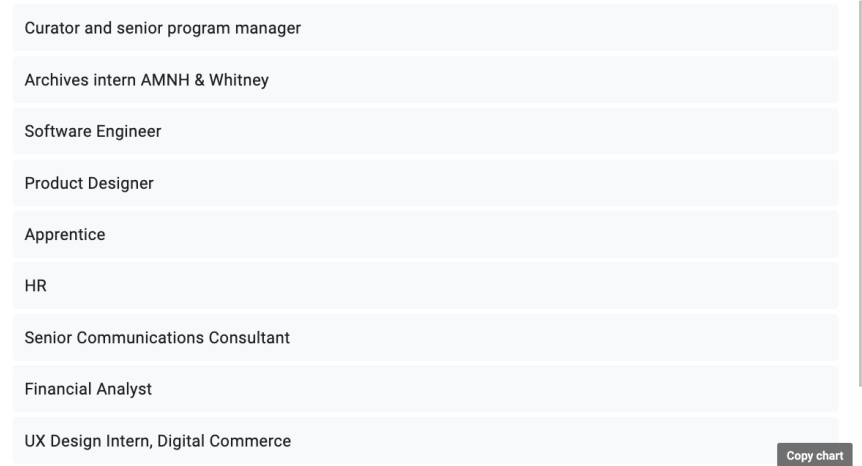 Curator and senior program manager
Archives intern AMNH & Whitney
Software Engineer
Product Designer
Apprentice
HR
Senior Communications Consultant
Financial Analyst
UX Design Intern, Digital Commerce
Copy chart